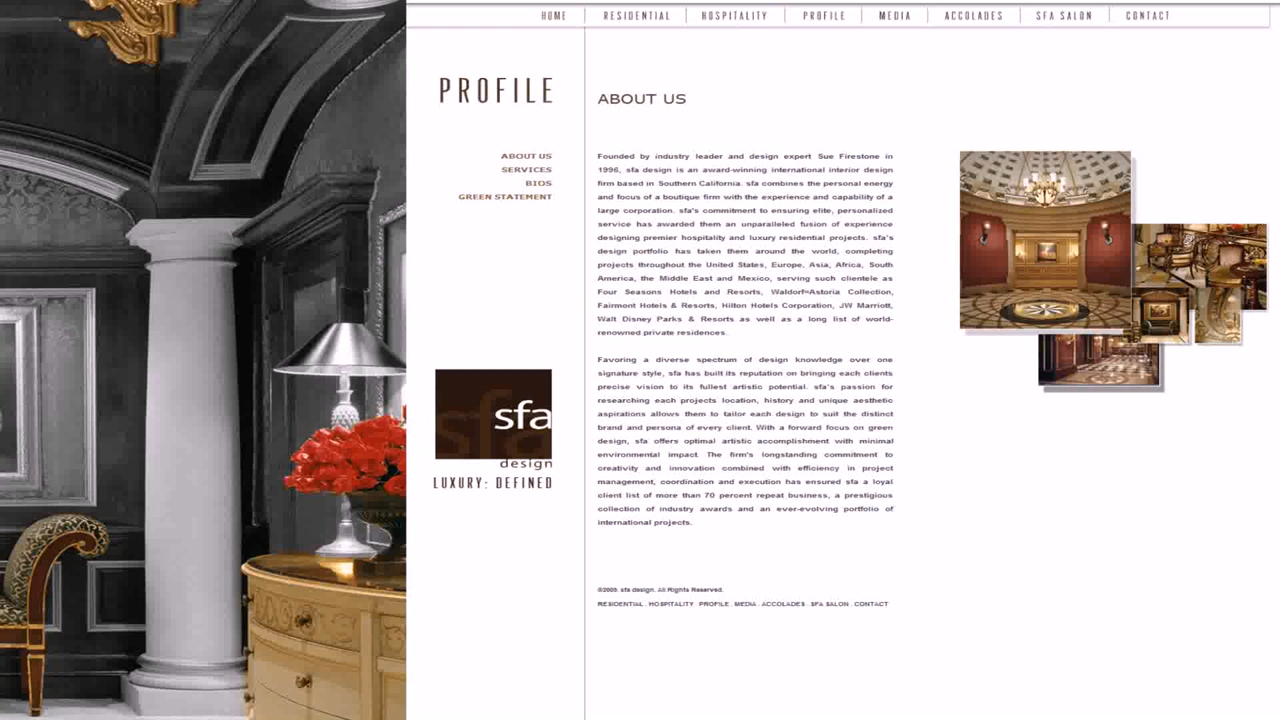 HOME RESIDENTIAL HOSPITALITY PROFILE MEDIA ACCOLADES SFA SALON CONTACT
PROFILE
ABOUT US
SERVICES
BIOS
GREEN STATEMENT
sfa
sfa
design
LUXURY: DEFINED
ABOUT US
Founded by industry leader and design expert Sue Firestone in
1996, sfa design is an award-winning international interior design
firm based in Southern California. sfa combines the personal energy
and focus of a boutique firm with the experience and capability of a
large corporation. sfa's commitment to ensuring elite, personalized
service has awarded them an unparalleled fusion of experience
designing premier hospitality and luxury residential projects. sfa's
design portfolio has taken them around the world, completing
projects throughout the United States, Europe, Asia, Africa, South
America, the Middle East and Mexico, serving such clientele as
Four Seasons Hotels and Resorts, Waldorf=Astoria Collection,
Fairmont Hotels & Resorts, Hilton Hotels Corporation, JW Marriott,
Walt Disney Parks & Resorts as well as a long list of world-
renowned private residences.
Favoring a diverse spectrum of design knowledge over one
signature style, sfa has built its reputation on bringing each clients
precise vision to its fullest artistic potential. sfa's passion for
researching each projects location, history and unique aesthetic
aspirations allows them to tailor each design to suit the distinct
brand and persona of every client. With a forward focus on green
design, sfa offers optimal artistic accomplishment with minimal
environmental impact. The firm's longstanding commitment to
creativity and innovation combined with efficiency in project
management, coordination and execution has ensured sfa a loyal
client list of more than 70 percent repeat business, a prestigious
collection of industry awards and an ever-evolving portfolio of
international projects.
©2009. sfa design. All Rights Reserved.
RESIDENTIAL . HOSPITALITY . PROFILE . MEDIA . ACCOLADES . SFA SALON . CONTACT